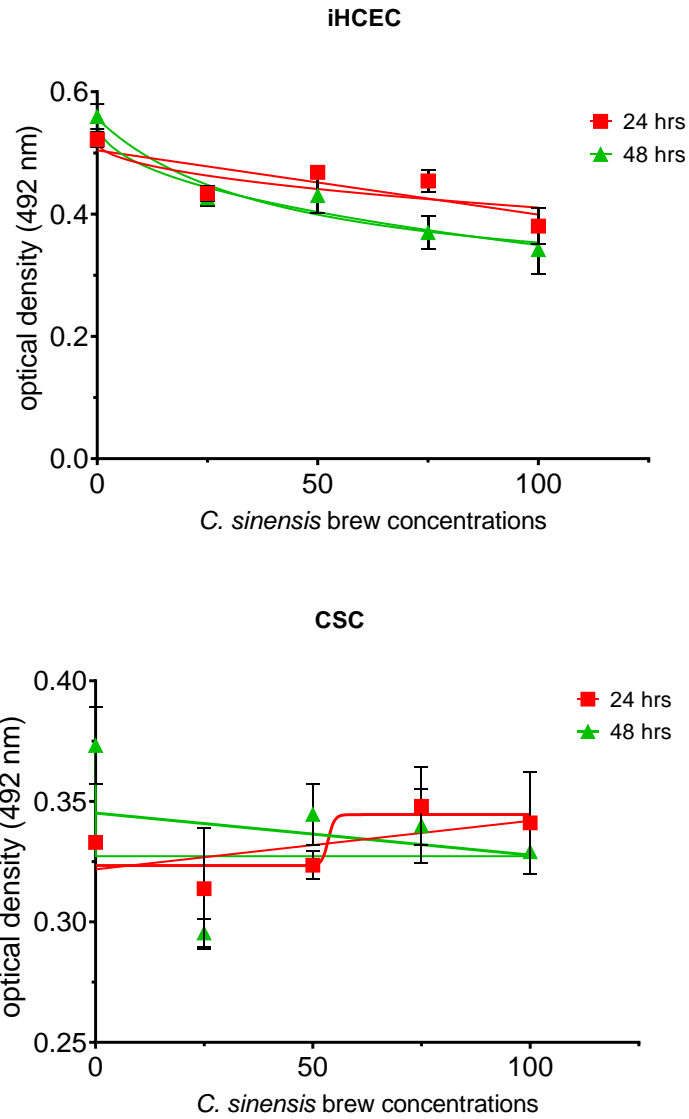 iHCEC
0.6
0.4
0.2
0.0
optical density (492 nm)
24 hrs
48 hrs
0 50 100
C. sinensis brew concentrations
CSC
0.40
0.35
0.30
0.25
optical density (492 nm)
24 hrs
48 hrs
0 50 100
C. sinensis brew concentrations